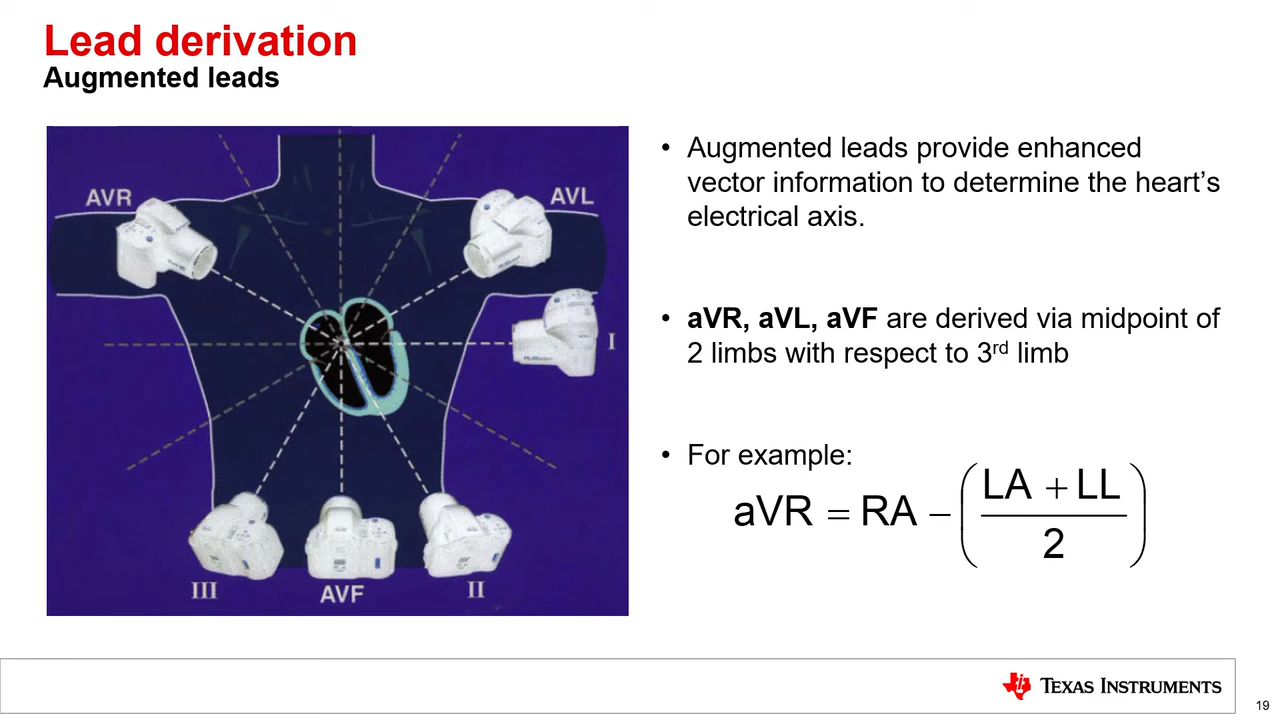 Lead derivation
Augmented leads
AVR
AVL
I
III
AVF
II
• Augmented leads provide enhanced
vector information to determine the heart’s
electrical axis.
• aVR, aVL, aVF are derived via midpoint of
2 limbs with respect to 3rd limb
• For example:
aVR = RA − (LA + LL / 2)
TEXAS INSTRUMENTS
19